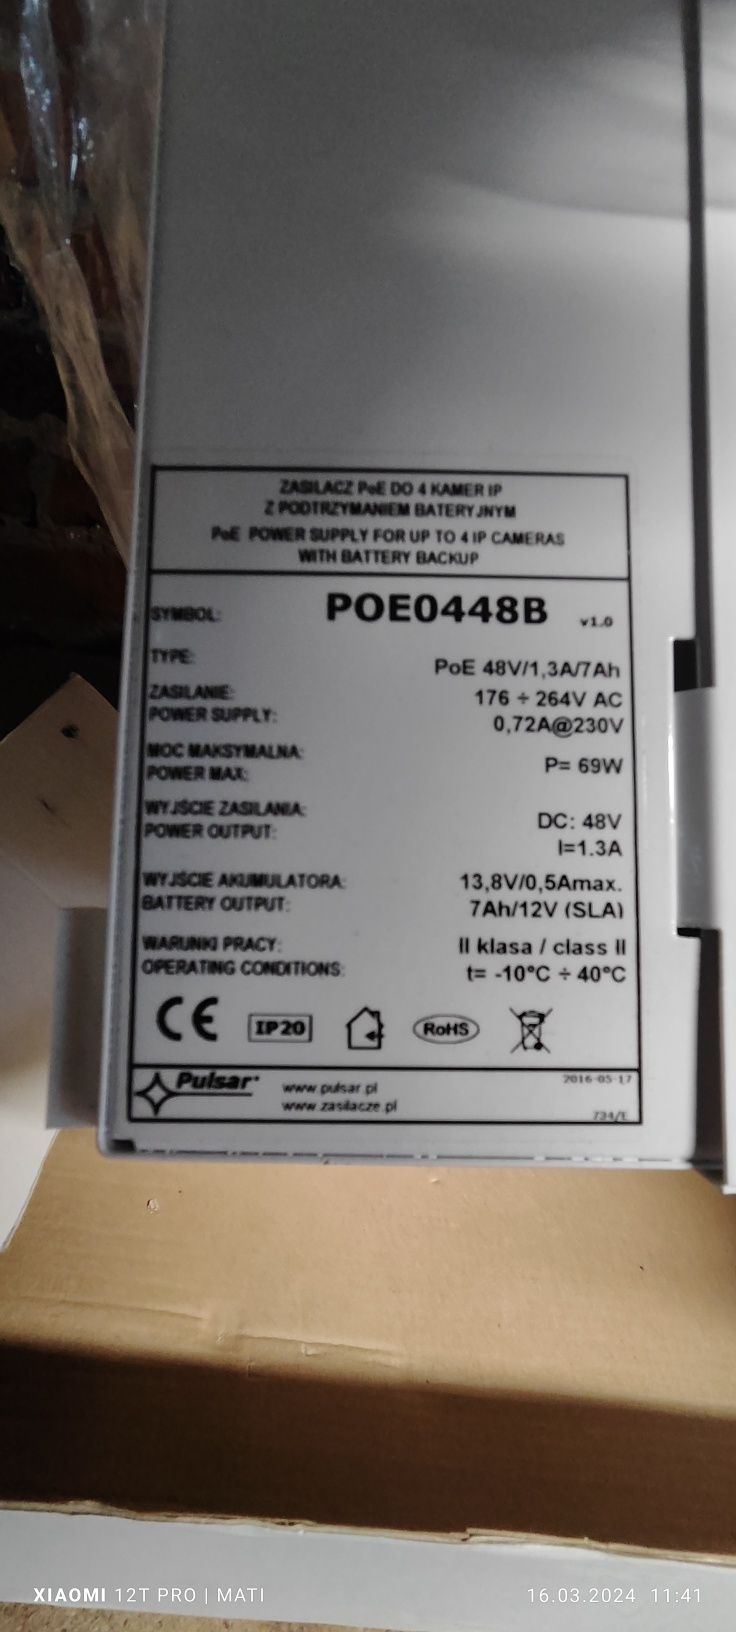 ZASILACZ PoE DO 4 KAMER IP
Z PODTRZYMANIEM BATERYJNYM
PoE POWER SUPPLY FOR UP TO 4 IP CAMERAS
WITH BATTERY BACKUP
SYMBOL: POE0448B v1.0
TYPE: PoE 48V/1,3A/7Ah
ZASILANIE: 176 ÷ 264V AC
POWER SUPPLY: 0,72A@230V
MOC MAKSYMALNA:
POWER MAX: P= 69W
WYJŚCIE ZASILANIA: DC: 48V
POWER OUTPUT: I=1.3A
WYJŚCIE AKUMULATORA: 13,8V/0,5Amax.
BATTERY OUTPUT: 7Ah/12V (SLA)
WARUNKI PRACY: II klasa / class II
OPERATING CONDITIONS: t= -10°C ÷ 40°C
CE IP20 RoHS
Pulsar www.pulsar.pl 2016-05-17
www.zasilacze.pl 734/E
XIAOMI 12T PRO | MATI 16.03.2024 11:41